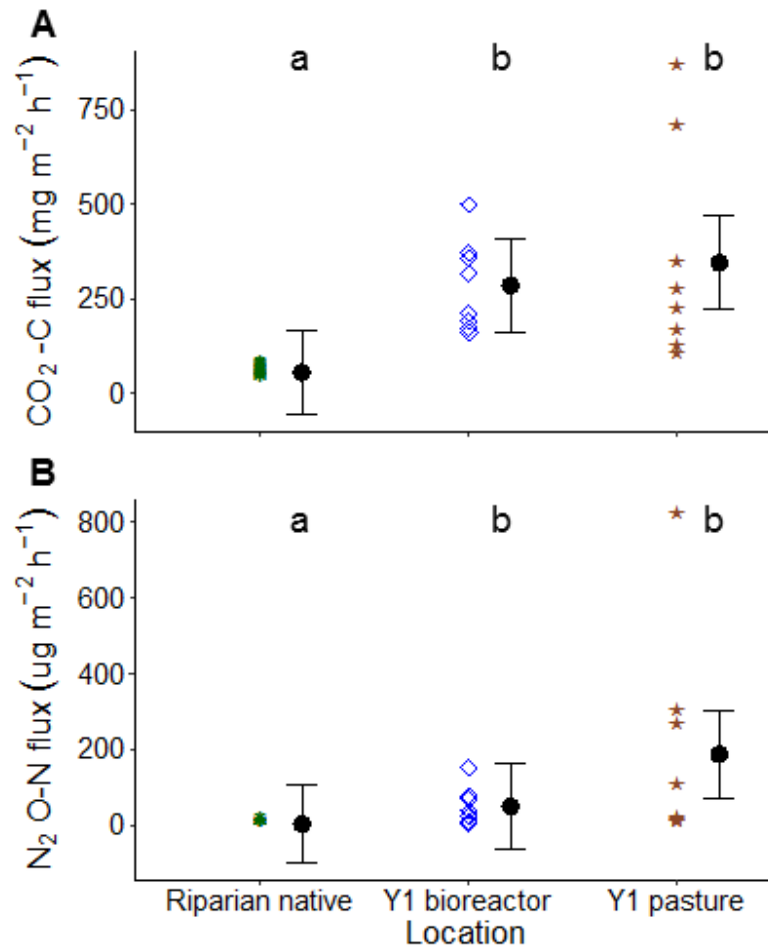 A
a b b
750
500
250
0
CO₂ -C flux (mg m⁻² h⁻¹)
B
a b b
800
600
400
200
0
N₂ O-N flux (ug m⁻² h⁻¹)
Riparian native Y1 bioreactor Y1 pasture
Location